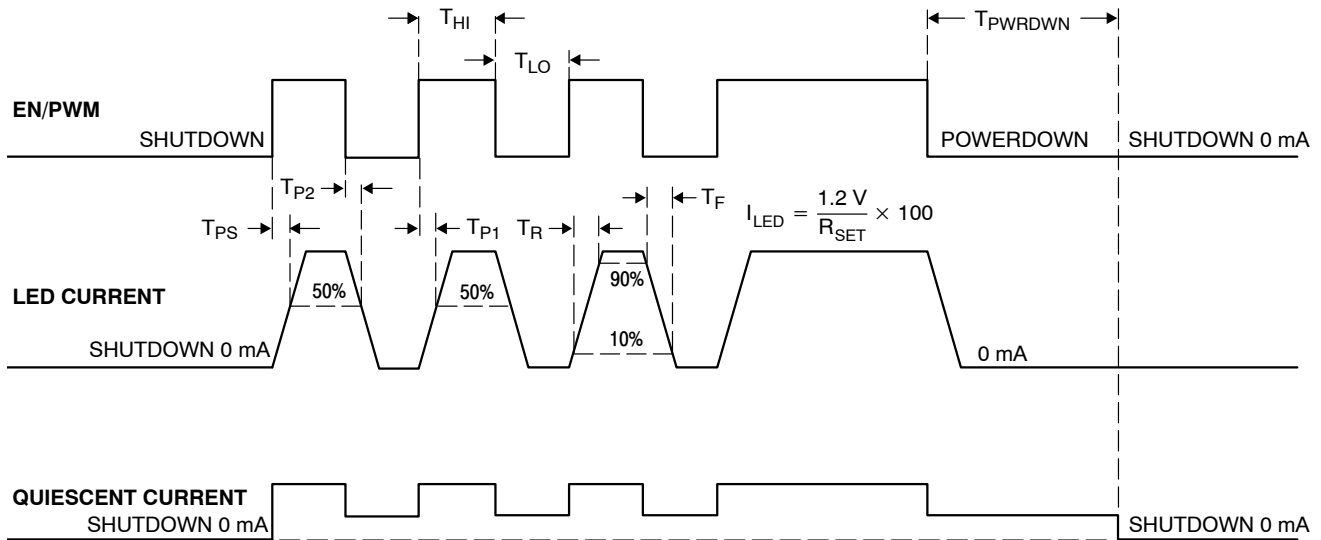 T_HI
T_PWRDWN
T_LO
EN/PWM
SHUTDOWN
POWERDOWN
SHUTDOWN 0 mA
T_P2
T_F
I_LED = 1.2 V / R_SET × 100
T_PS
T_P1
T_R
90%
50%
50%
LED CURRENT
10%
SHUTDOWN 0 mA
0 mA
QUIESCENT CURRENT
SHUTDOWN 0 mA
SHUTDOWN 0 mA